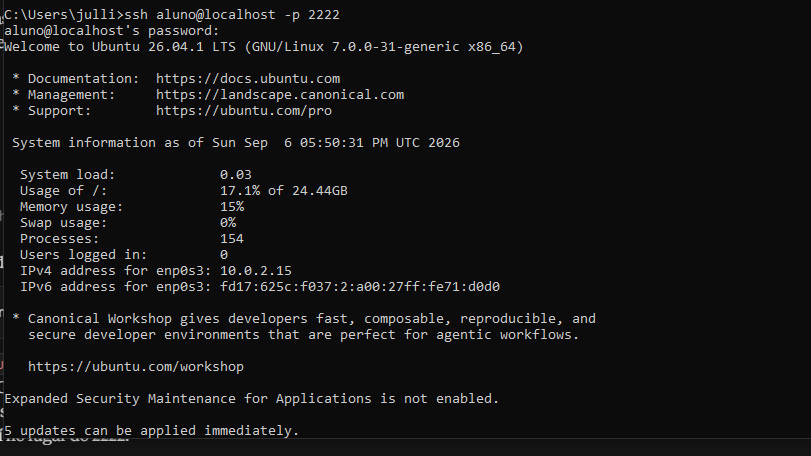 C:\Users\julli>ssh aluno@localhost -p 2222
aluno@localhost's password:
Welcome to Ubuntu 26.04.1 LTS (GNU/Linux 7.0.0-31-generic x86_64)

 * Documentation:  https://docs.ubuntu.com
 * Management:     https://landscape.canonical.com
 * Support:        https://ubuntu.com/pro

 System information as of Sun Sep  6 05:50:31 PM UTC 2026

  System load:             0.03
  Usage of /:              17.1% of 24.44GB
  Memory usage:            15%
  Swap usage:              0%
  Processes:               154
  Users logged in:         0
  IPv4 address for enp0s3: 10.0.2.15
  IPv6 address for enp0s3: fd17:625c:f037:2:a00:27ff:fe71:d0d0

 * Canonical Workshop gives developers fast, composable, reproducible, and
   secure developer environments that are perfect for agentic workflows.

   https://ubuntu.com/workshop

Expanded Security Maintenance for Applications is not enabled.

5 updates can be applied immediately.